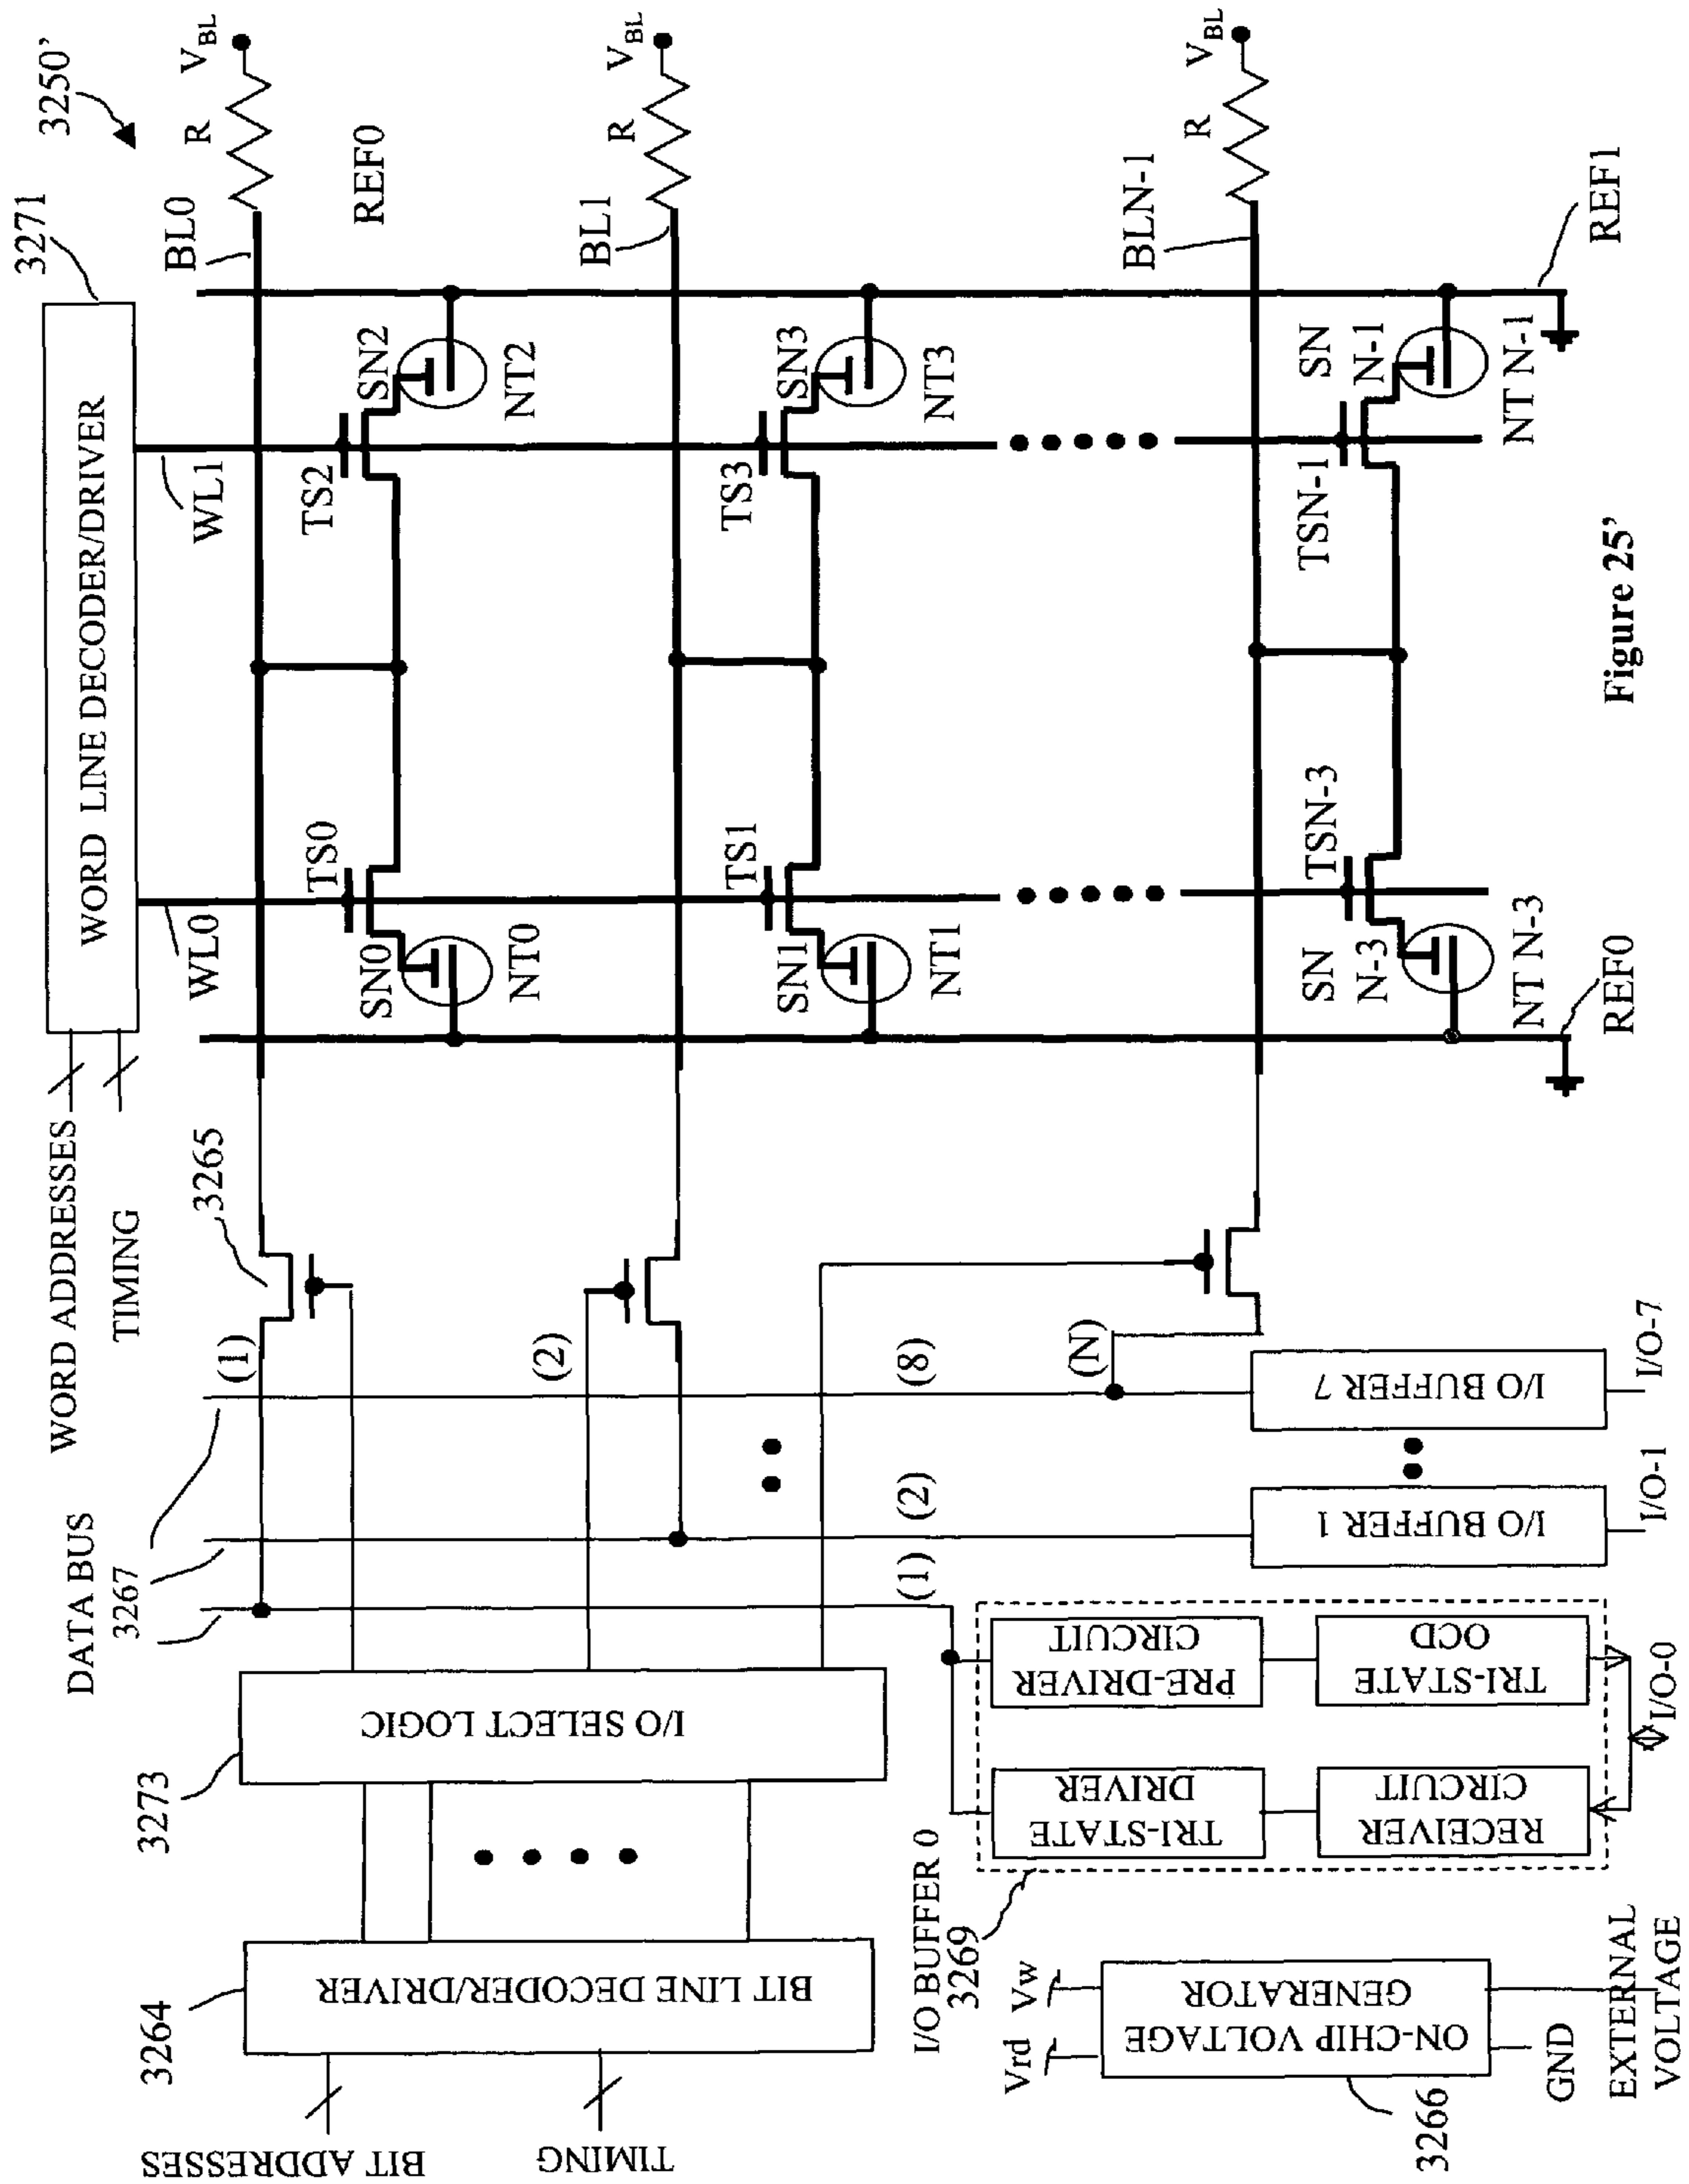 3250'
3271
WORD LINE DECODER/DRIVER
WORD ADDRESSES
TIMING
WL0
WL1
BL0
R
VBL
REF0
TS0
SN0
NT0
TS2
SN2
NT2
BL1
R
VBL
TS1
SN1
NT1
TS3
SN3
NT3
BLN-1
R
VBL
TSN-3
SN
N-3
NT N-3
TSN-1
SN
N-1
NT N-1
REF0
REF1
3265
(1)
(2)
(N)
DATA BUS
3267
(1)
(2)
(8)
3273
I/O SELECT LOGIC
3264
BIT LINE DECODER/DRIVER
BIT ADDRESSES
TIMING
I/O BUFFER 0
3269
PRE-DRIVER
CIRCUIT
TRI-STATE
OCD
TRI-STATE
DRIVER
RECEIVER
CIRCUIT
I/O-0
I/O BUFFER 1
I/O-1
I/O BUFFER 7
I/O-7
Vrd
Vw
ON-CHIP VOLTAGE
GENERATOR
3266
GND
EXTERNAL
VOLTAGE
Figure 25'